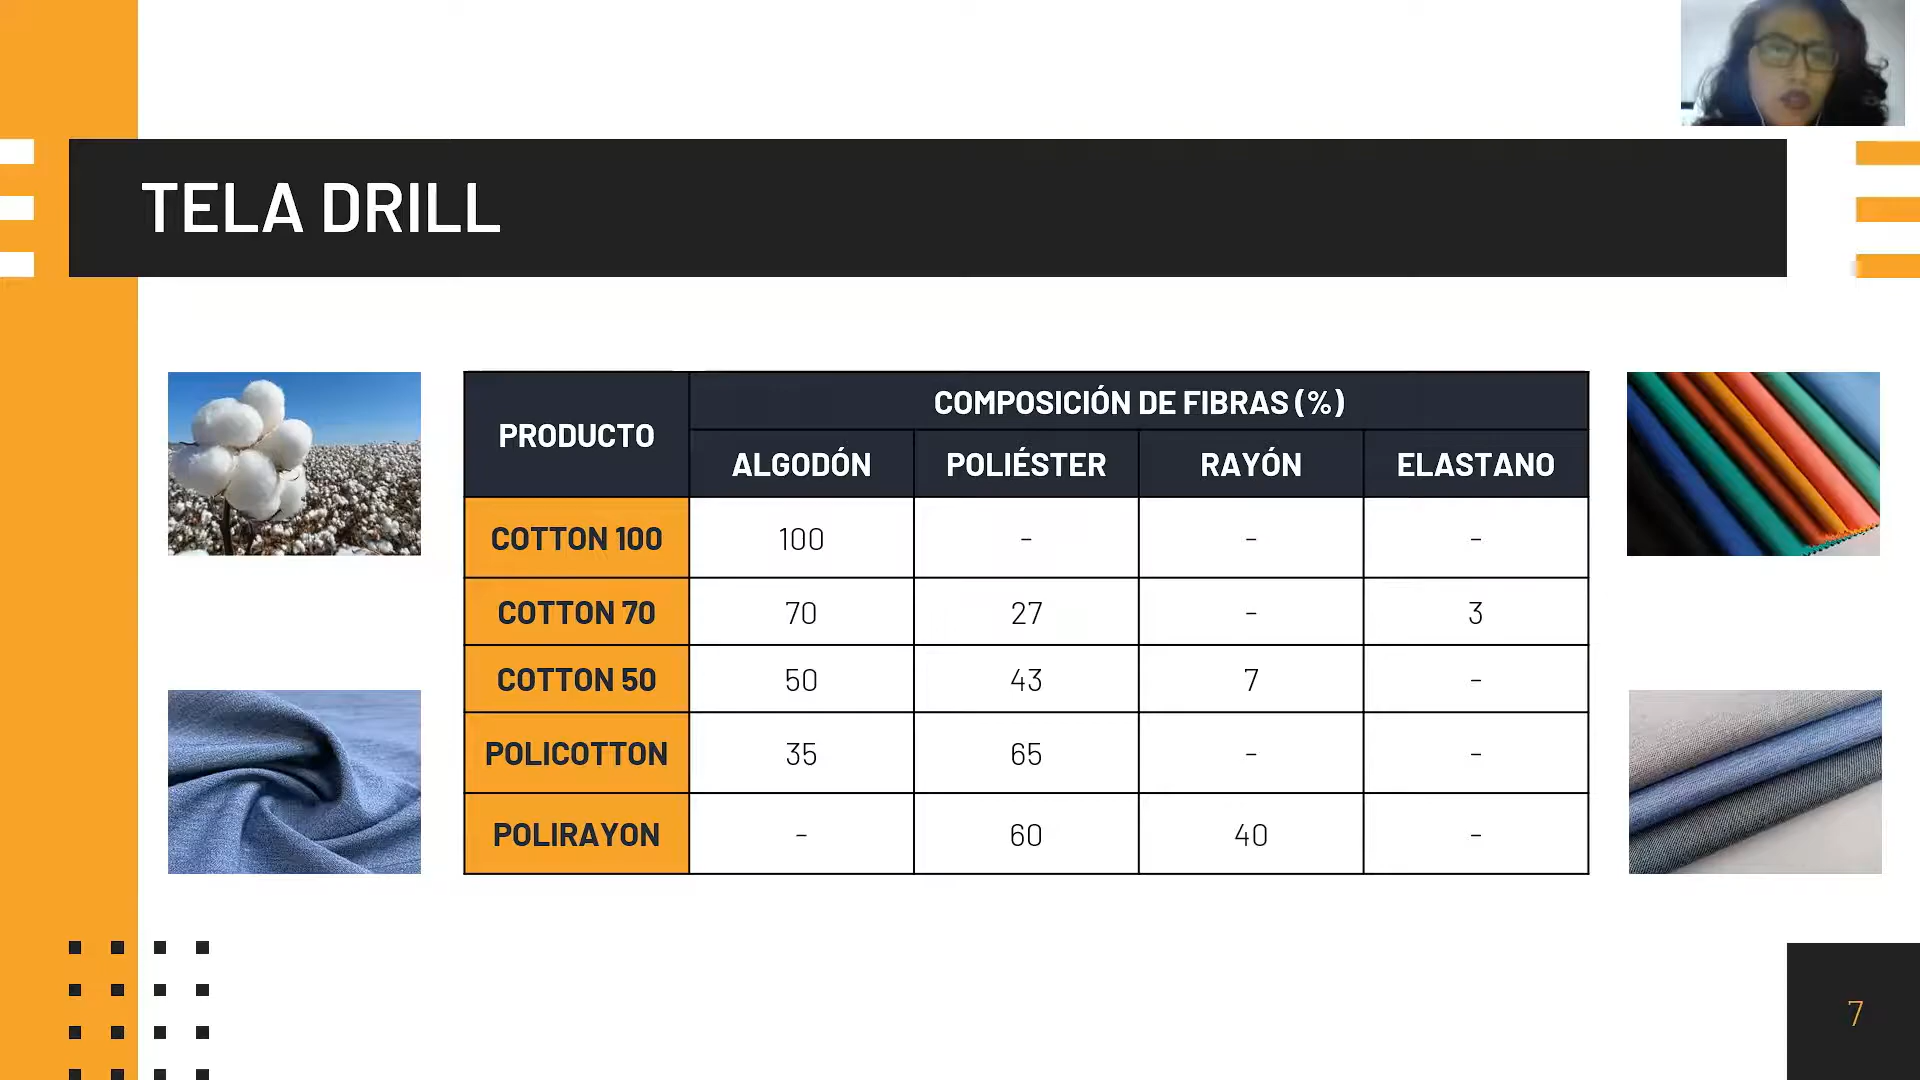 TELA DRILL
PRODUCTO
COMPOSICIÓN DE FIBRAS (%)
ALGODÓN POLIÉSTER RAYÓN ELASTANO
COTTON 100 100 - - -
COTTON 70 70 27 - 3
COTTON 50 50 43 7 -
POLICOTTON 35 65 - -
POLIRAYON - 60 40 -
7